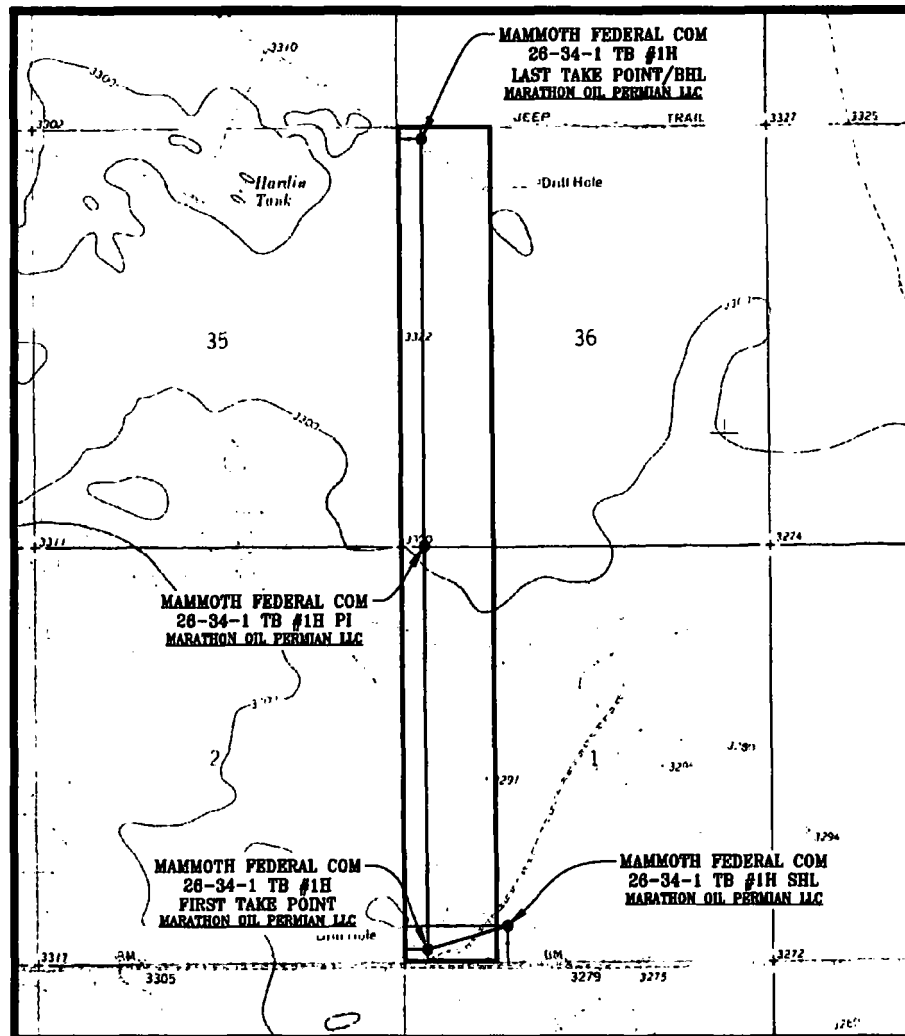 MAMMOTH FEDERAL COM
26-34-1 TB #1H
LAST TAKE POINT/BHL
MARATHON OIL PERMIAN LLC
3310
3300
3302
JEEP TRAIL
3327
3325
Hardin
Tank
Drill Hole
35
3322
36
3300
3311
3274
MAMMOTH FEDERAL COM
26-34-1 TB #1H PI
MARATHON OIL PERMIAN LLC
2
3291
1
3294
MAMMOTH FEDERAL COM
26-34-1 TB #1H
FIRST TAKE POINT
MARATHON OIL PERMIAN LLC
MAMMOTH FEDERAL COM
26-34-1 TB #1H SHL
MARATHON OIL PERMIAN LLC
Drill Hole
3317
BM
3305
BM
3279
3275
3272